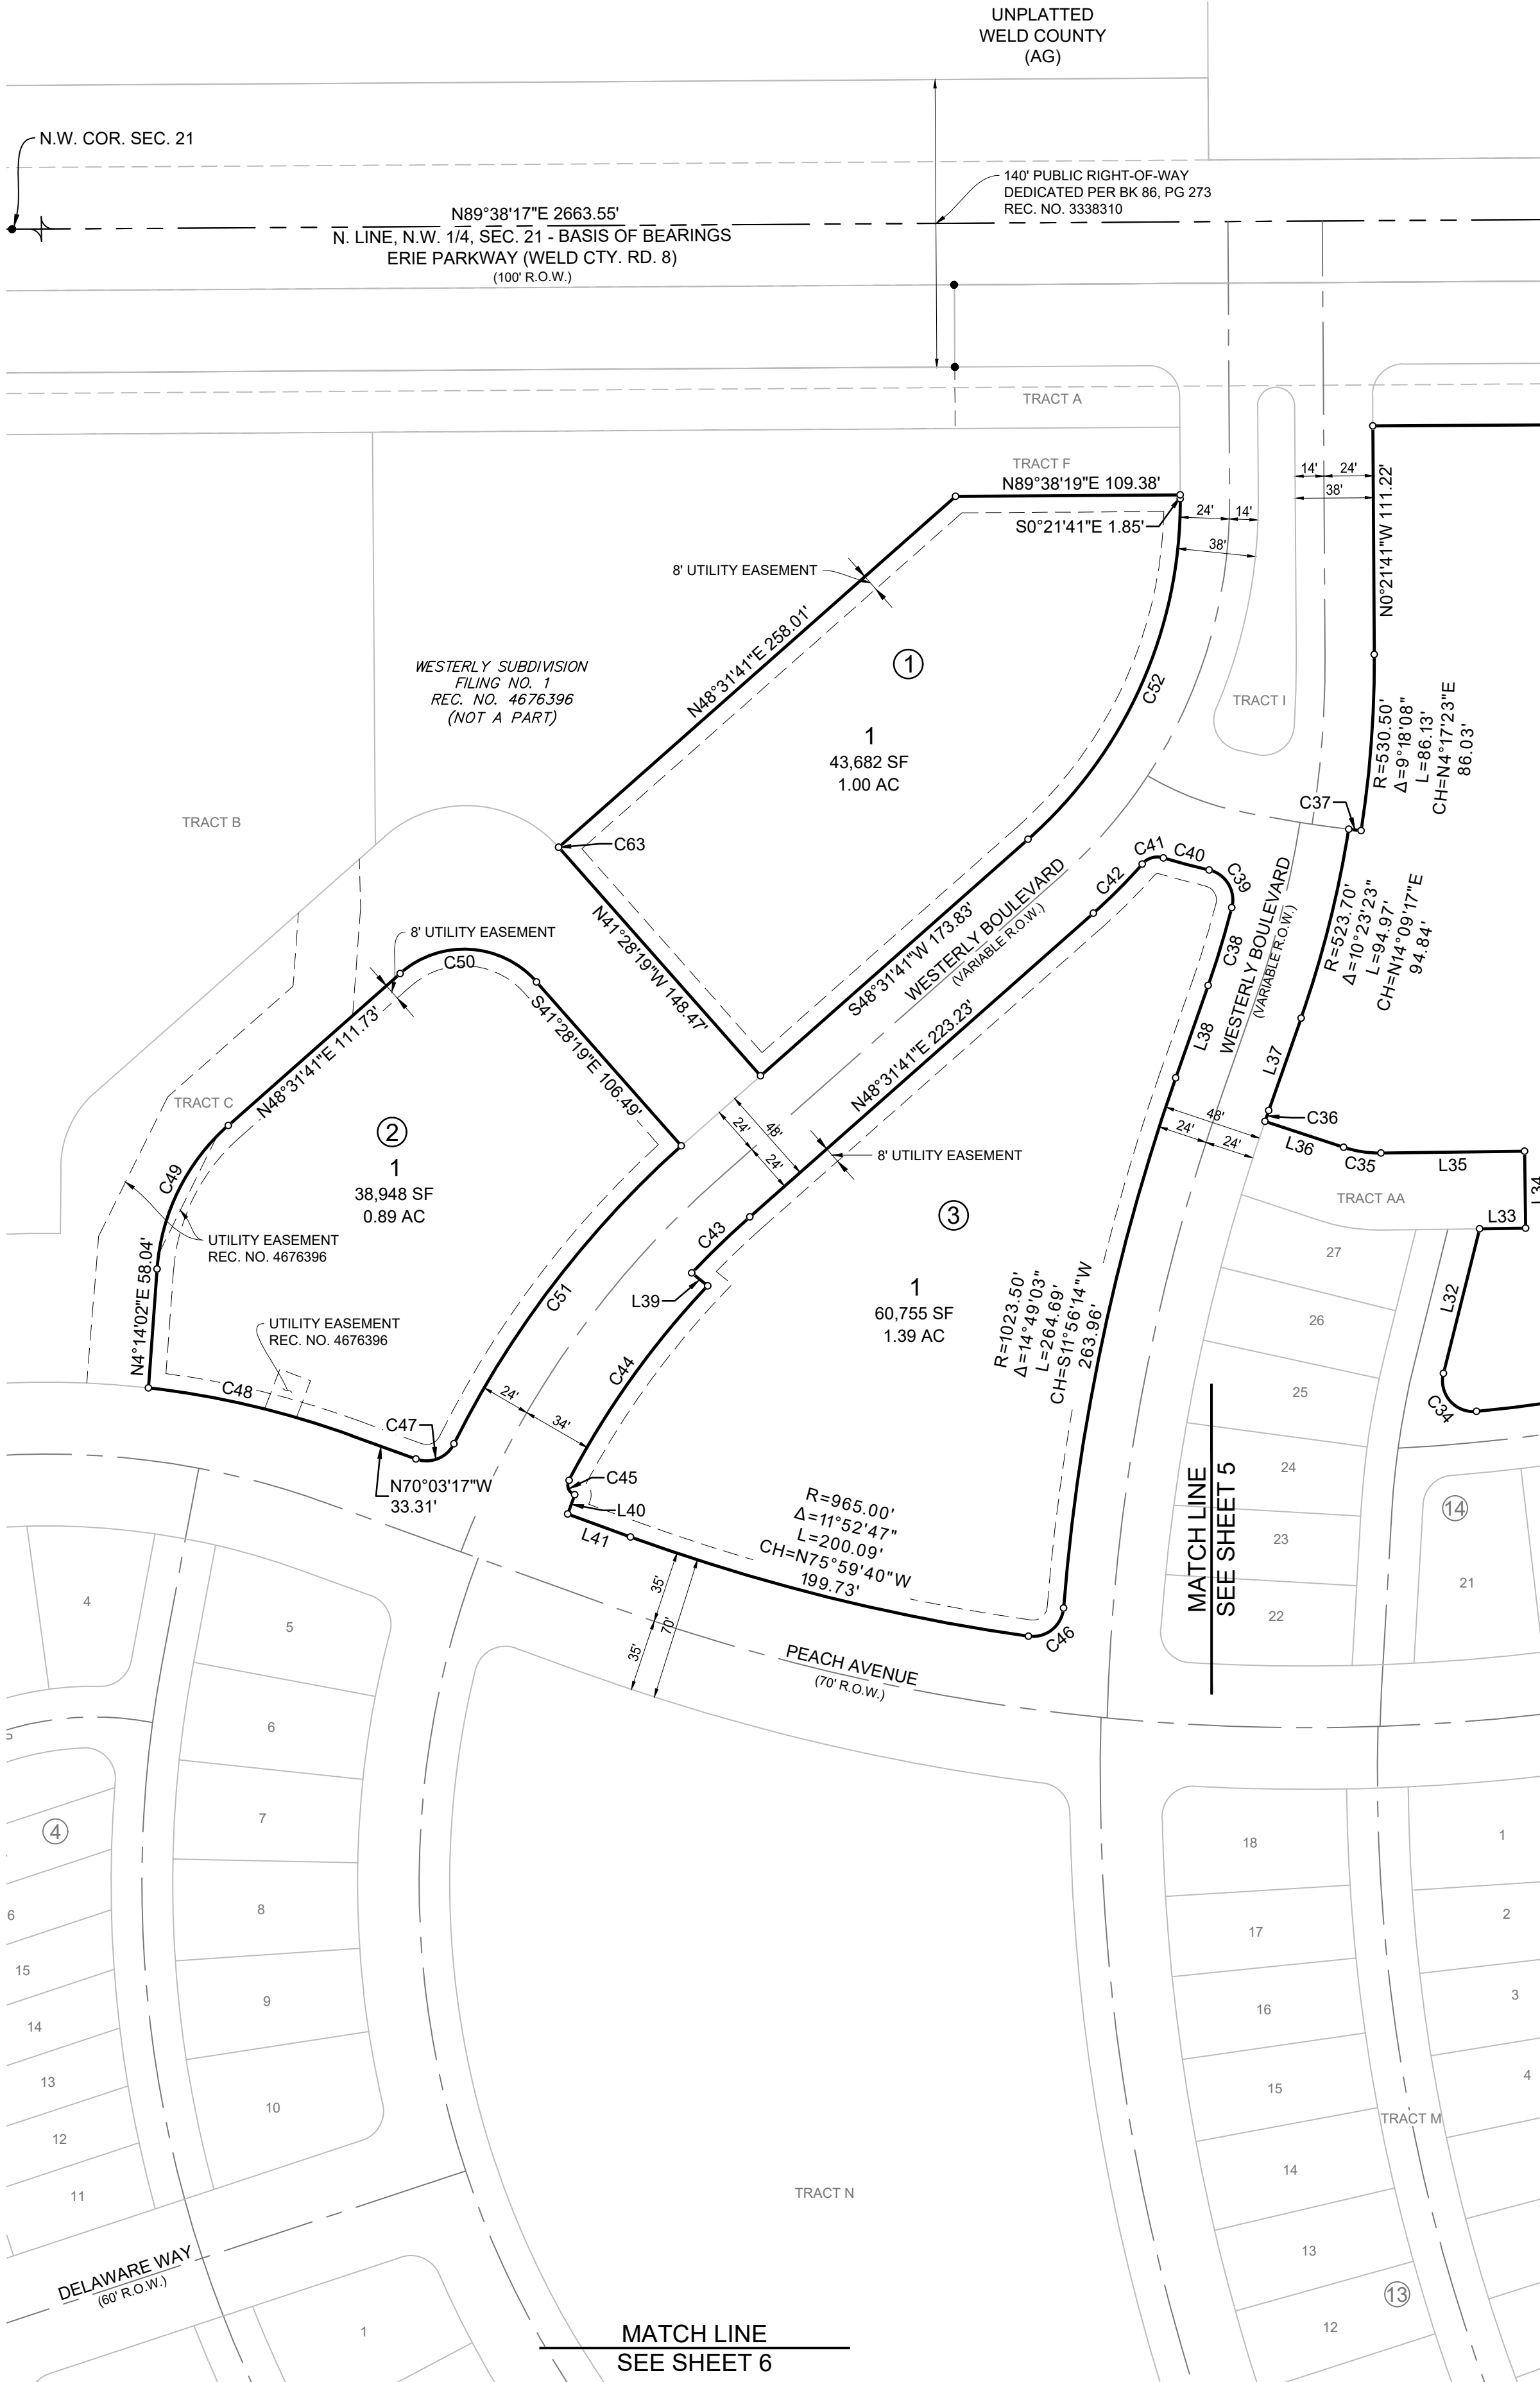 UNPLATTED
WELD COUNTY
(AG)
N.W. COR. SEC. 21
140' PUBLIC RIGHT-OF-WAY
DEDICATED PER BK 86, PG 273
REC. NO. 3338310
N89°38'17"E 2663.55'
N. LINE, N.W. 1/4, SEC. 21 - BASIS OF BEARINGS
ERIE PARKWAY (WELD CTY. RD. 8)
(100' R.O.W.)
TRACT A
TRACT F
N89°38'19"E 109.38'
S0°21'41"E 1.85'
24'
14'
38'
14'
24'
38'
N0°21'41"W 111.22'
8' UTILITY EASEMENT
N48°31'41"E 258.01'
WESTERLY SUBDIVISION
FILING NO. 1
REC. NO. 4676396
(NOT A PART)
1
1
43,682 SF
1.00 AC
C52
TRACT I
R=530.50'
Δ=9°18'08"
L=86.13'
CH=N4°17'23"E
86.03'
C37
TRACT B
C63
C41
C40
C39
C42
C38
WESTERLY BOULEVARD
(VARIABLE R.O.W.)
R=523.70'
Δ=10°23'23"
L=94.97'
CH=N14°09'17"E
94.84'
8' UTILITY EASEMENT
C50
N41°28'19"W 148.47'
S48°31'41"W 173.83'
WESTERLY BOULEVARD
(VARIABLE R.O.W.)
N48°31'41"E 111.73'
S41°28'19"E 106.49'
N48°31'41"E 223.23'
L38
L37
TRACT C
C49
2
1
38,948 SF
0.89 AC
24'
48'
24'
8' UTILITY EASEMENT
48'
24'
24'
C36
L36
C35
L35
L34
L33
TRACT AA
UTILITY EASEMENT
REC. NO. 4676396
N4°14'02"E 58.04'
C43
3
L39
C51
1
60,755 SF
1.39 AC
R=1023.50'
Δ=14°49'03"
L=264.69'
CH=S11°56'14"W
263.96'
27
26
25
24
23
22
L32
C34
UTILITY EASEMENT
REC. NO. 4676396
C48
C47
C44
24'
34'
N70°03'17"W
33.31'
C45
L40
L41
R=965.00'
Δ=11°52'47"
L=200.09'
CH=N75°59'40"W
199.73'
MATCH LINE
SEE SHEET 5
14
21
35'
70'
35'
C46
PEACH AVENUE
(70' R.O.W.)
4
5
6
7
8
9
10
4
6
15
14
13
12
11
18
17
16
15
14
13
12
1
2
3
4
TRACT M
13
TRACT N
DELAWARE WAY
(60' R.O.W.)
1
MATCH LINE
SEE SHEET 6